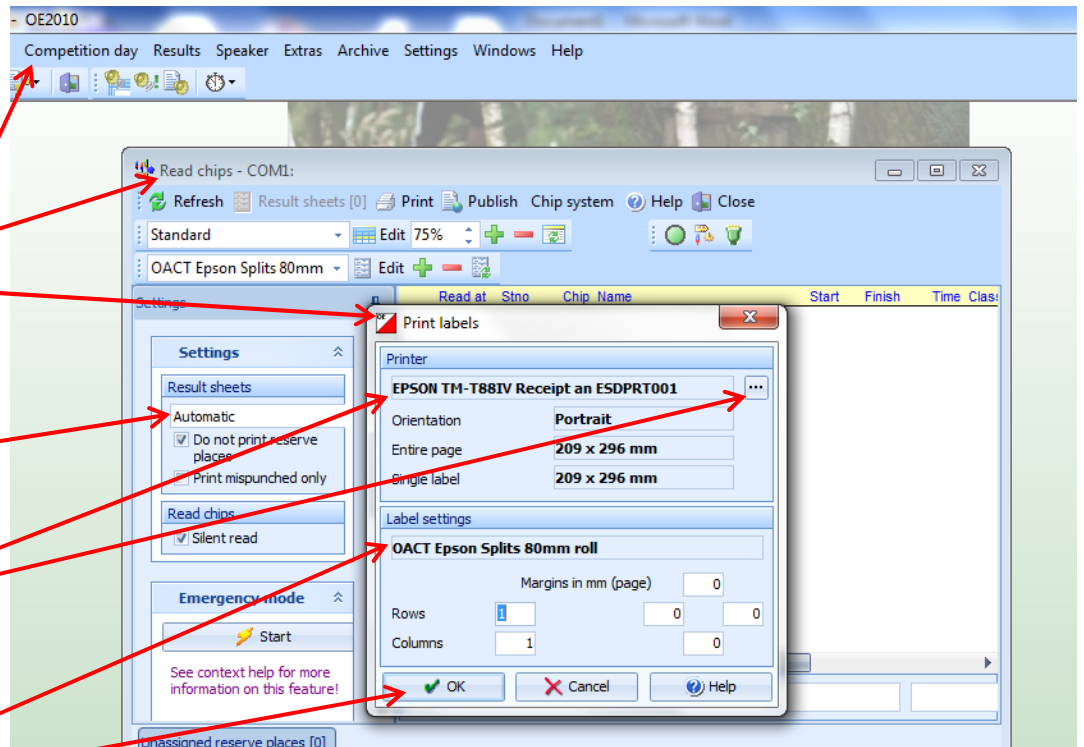 - OE2010
Competition day Results Speaker Extras Archive Settings Windows Help
Read chips - COM1:
Refresh Result sheets [0] Print Publish Chip system Help Close
Standard Edit 75%
OACT Epson Splits 80mm Edit
Settings
Read at Stno Chip Name Start Finish Time Class
Settings
Result sheets
Automatic
Do not print reserve
places
Print mispunched only
Read chips
Silent read
Emergency mode
Start
See context help for more
information on this feature!
Unassigned reserve places [0]
OE
Print labels
Printer
EPSON TM-T88IV Receipt an ESDPRT001 ...
Orientation Portrait
Entire page 209 x 296 mm
Single label 209 x 296 mm
Label settings
OACT Epson Splits 80mm roll
Margins in mm (page) 0
Rows 1 0 0
Columns 1 0
OK Cancel Help